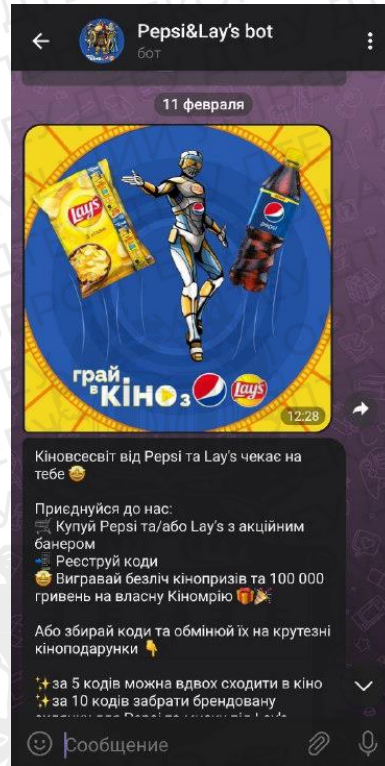 Pepsi&Lay's bot
бот
11 февраля
Lay's
pepsi
грай
в КІНО з
Lay's
12:28
Кіновсесвіт від Pepsi та Lay's чекає на
тебе 🤩
Приєднуйся до нас:
🛒 Купуй Pepsi та/або Lay's з акційним
банером
📲 Реєструй коди
🤩 Вигравай безліч кінопризів та 100 000
гривень на власну Кіномрію 🎁🎉
Або збирай коди та обмінюй їх на крутезні
кіноподарунки 👇
✨за 5 кодів можна вдвох сходити в кіно
✨за 10 кодів забрати брендовану
Сообщение